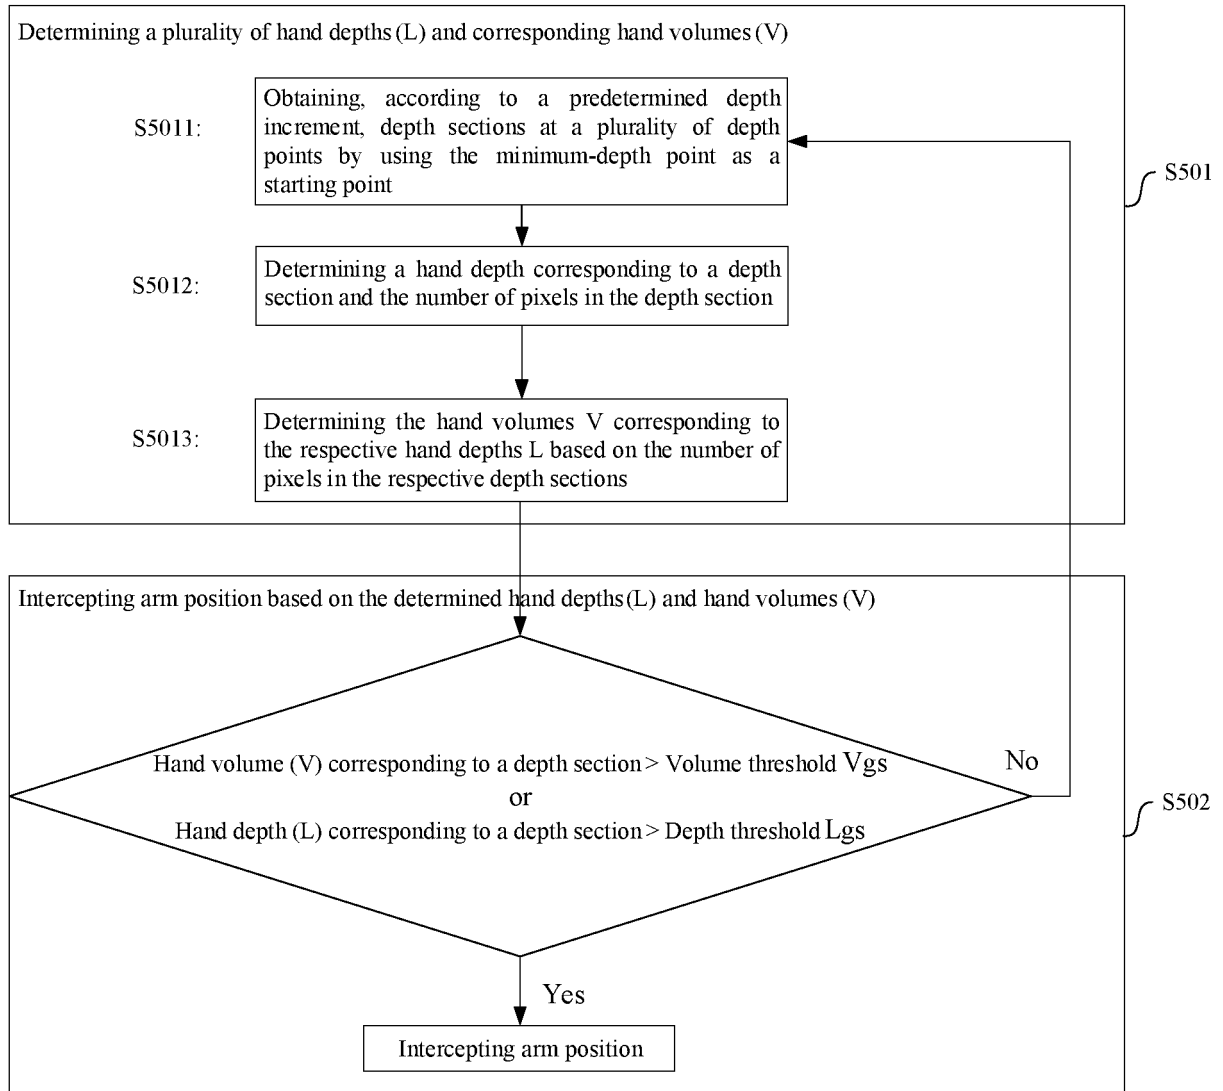 Determining a plurality of hand depths (L) and corresponding hand volumes (V)
S5011:
Obtaining, according to a predetermined depth
increment, depth sections at a plurality of depth
points by using the minimum-depth point as a
starting point
S501
S5012:
Determining a hand depth corresponding to a depth
section and the number of pixels in the depth section
S5013:
Determining the hand volumes V corresponding to
the respective hand depths L based on the number of
pixels in the respective depth sections
Intercepting arm position based on the determined hand depths (L) and hand volumes (V)
Hand volume (V) corresponding to a depth section > Volume threshold Vgs
or
Hand depth (L) corresponding to a depth section > Depth threshold Lgs
No
S502
Yes
Intercepting arm position